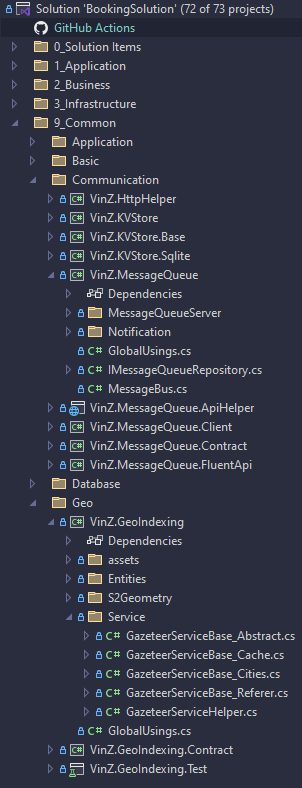 Solution 'BookingSolution' (72 of 73 projects)
GitHub Actions
0_Solution Items
1_Application
2_Business
3_Infrastructure
9_Common
Application
Basic
Communication
VinZ.HttpHelper
VinZ.KVStore
VinZ.KVStore.Base
VinZ.KVStore.Sqlite
VinZ.MessageQueue
Dependencies
MessageQueueServer
Notification
C# GlobalUsings.cs
C# IMessageQueueRepository.cs
C# MessageBus.cs
VinZ.MessageQueue.ApiHelper
VinZ.MessageQueue.Client
VinZ.MessageQueue.Contract
VinZ.MessageQueue.FluentApi
Database
Geo
VinZ.GeoIndexing
Dependencies
assets
Entities
S2Geometry
Service
C# GazeteerServiceBase_Abstract.cs
C# GazeteerServiceBase_Cache.cs
C# GazeteerServiceBase_Cities.cs
C# GazeteerServiceBase_Referer.cs
C# GazeteerServiceHelper.cs
C# GlobalUsings.cs
VinZ.GeoIndexing.Contract
VinZ.GeoIndexing.Test